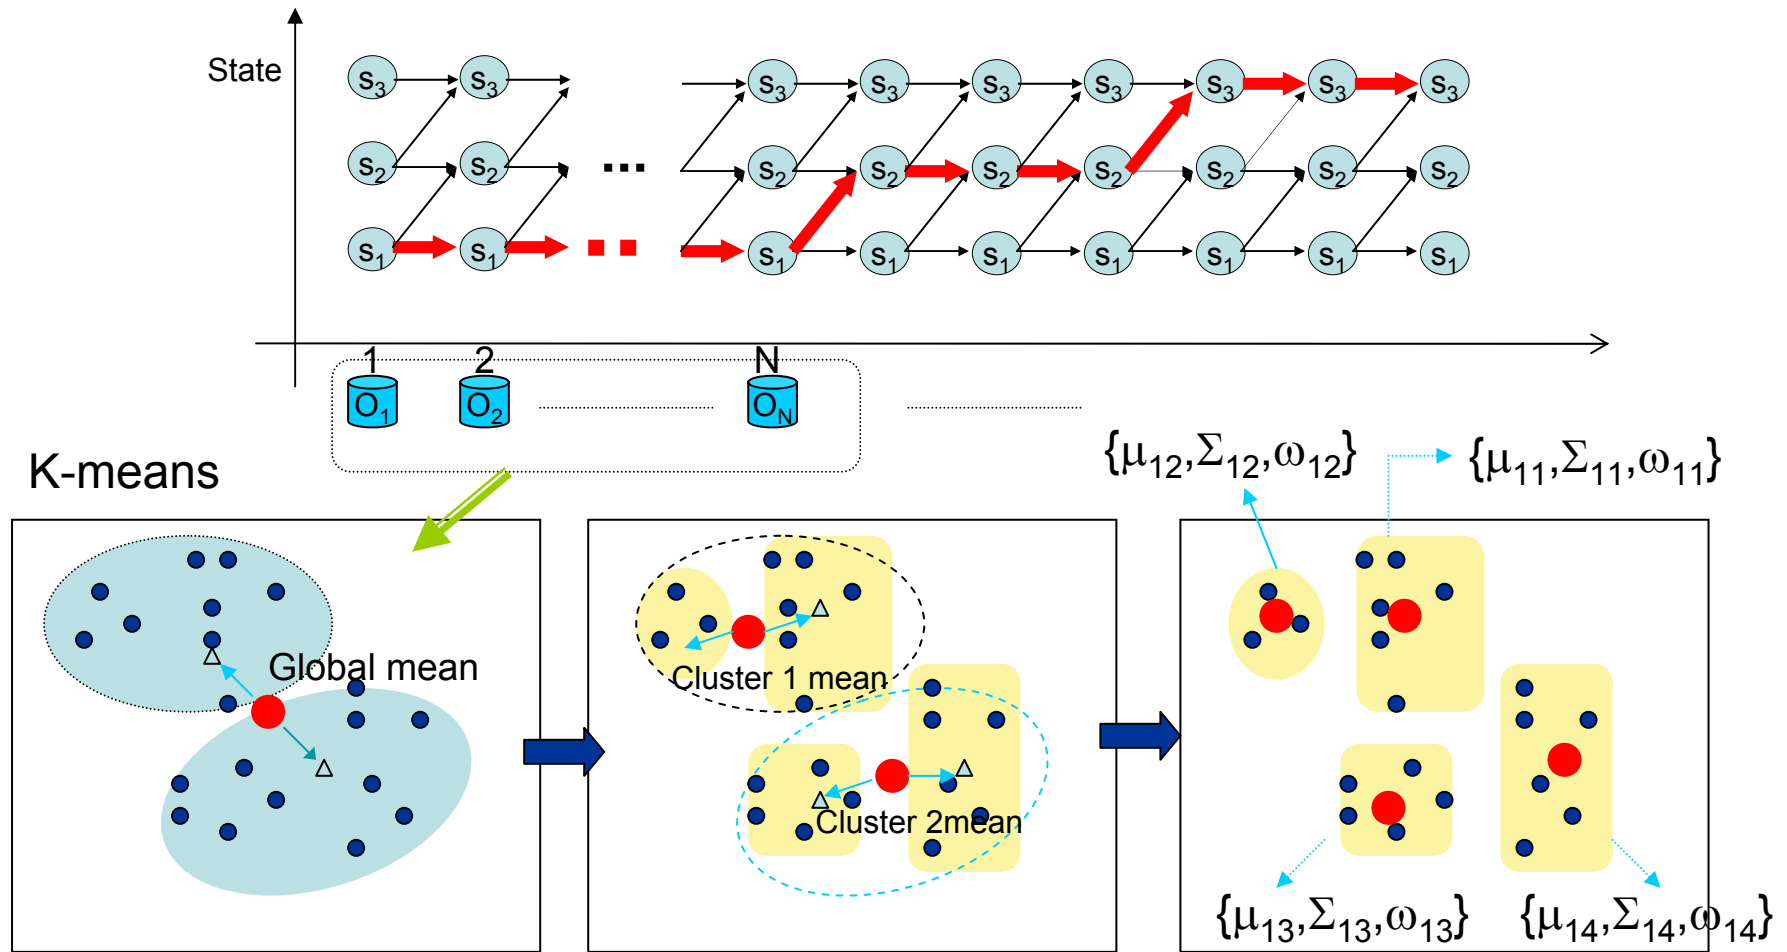 State
s3 s3 s3 s3 s3 s3 s3 s3 s3
s2 s2 ... s2 s2 s2 s2 s2 s2 s2
s1 s1 s1 s1 s1 s1 s1 s1 s1
1 2 N
O1 O2 ON
K-means
{μ12,Σ12,ω12} {μ11,Σ11,ω11}
Global mean
Cluster 1 mean
Cluster 2mean
{μ13,Σ13,ω13} {μ14,Σ14,ω14}